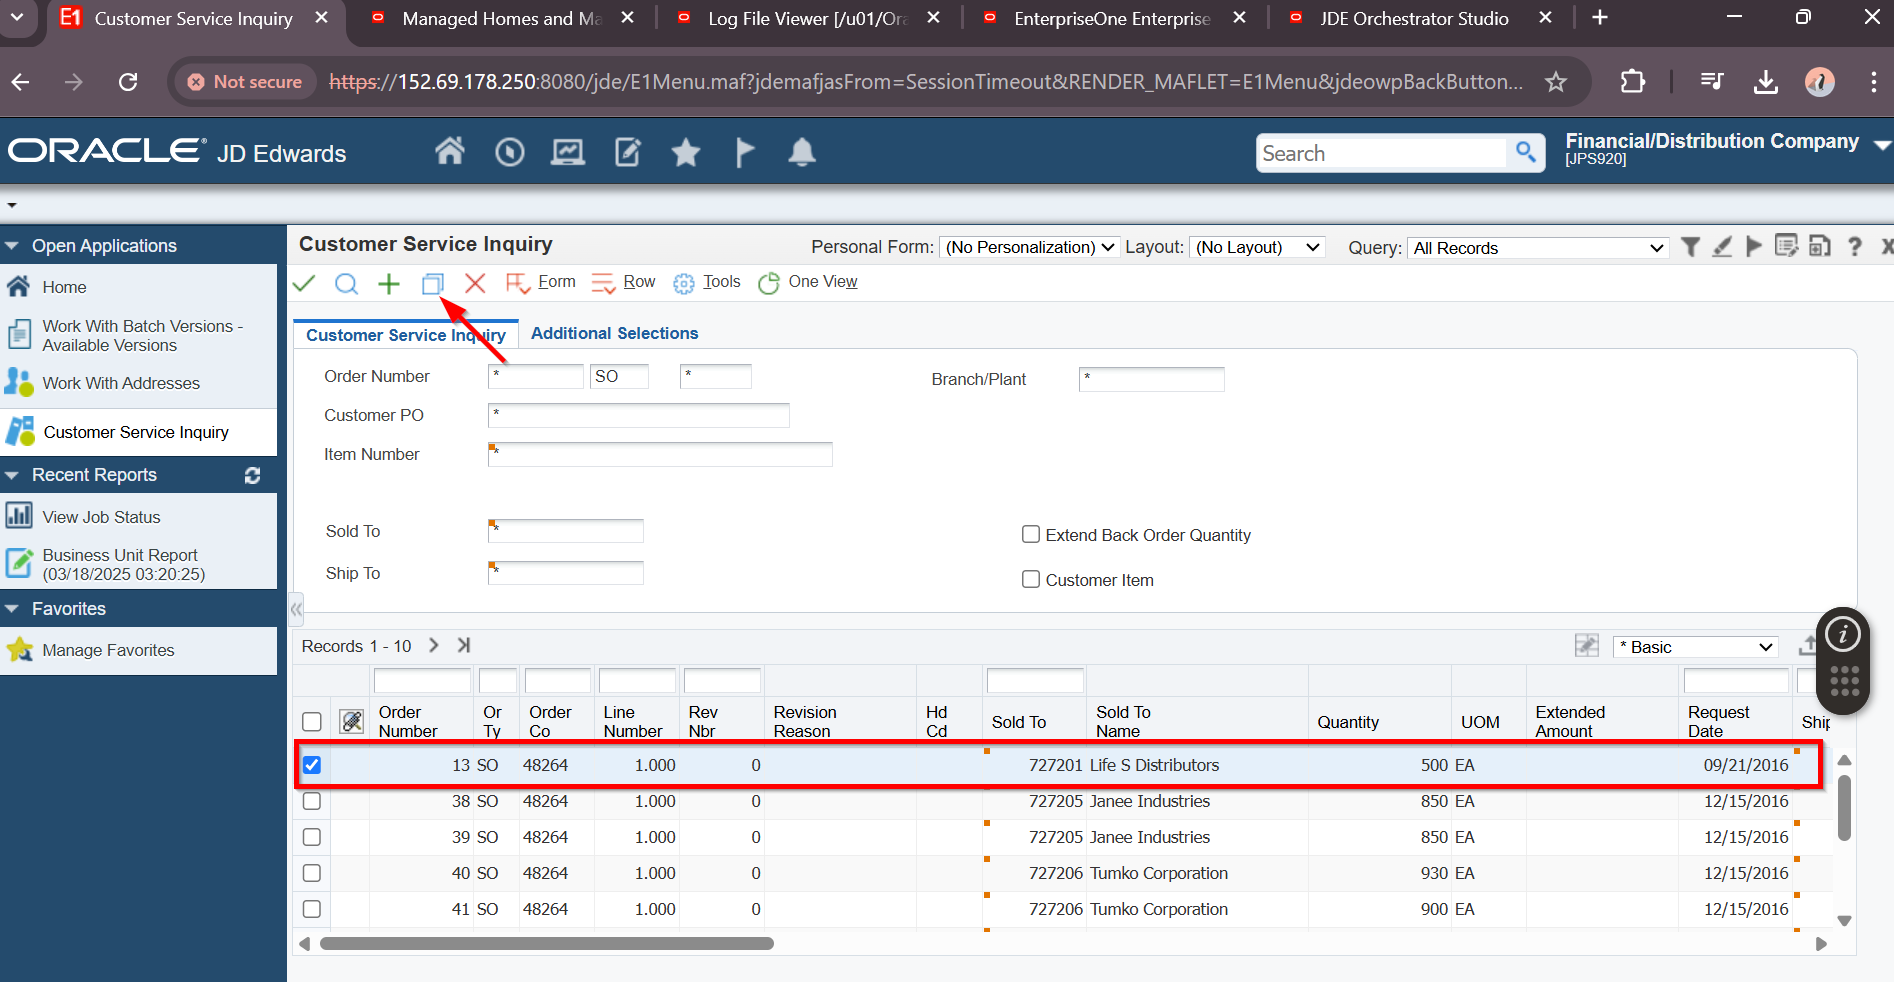 E1 Customer Service Inquiry
Managed Homes and Ma
Log File Viewer [/u01/Ora
EnterpriseOne Enterprise
JDE Orchestrator Studio
Not secure https://152.69.178.250:8080/jde/E1Menu.maf?jdemafjasFrom=SessionTimeout&RENDER_MAFLET=E1Menu&jdeowpBackButton...
ORACLE JD Edwards
Search
Financial/Distribution Company
[JPS920]
Open Applications
Home
Work With Batch Versions -
Available Versions
Work With Addresses
Customer Service Inquiry
Recent Reports
View Job Status
Business Unit Report
(03/18/2025 03:20:25)
Favorites
Manage Favorites
Customer Service Inquiry
Personal Form: (No Personalization) Layout: (No Layout) Query: All Records
Form Row Tools One View
Customer Service Inquiry Additional Selections
Order Number * SO * Branch/Plant *
Customer PO *
Item Number *
Sold To * Extend Back Order Quantity
Ship To * Customer Item
Records 1 - 10 * Basic
Order Number Or Ty Order Co Line Number Rev Nbr Revision Reason Hd Cd Sold To Sold To Name Quantity UOM Extended Amount Request Date Ship
13 SO 48264 1.000 0 727201 Life S Distributors 500 EA 09/21/2016
38 SO 48264 1.000 0 727205 Janee Industries 850 EA 12/15/2016
39 SO 48264 1.000 0 727205 Janee Industries 850 EA 12/15/2016
40 SO 48264 1.000 0 727206 Tumko Corporation 930 EA 12/15/2016
41 SO 48264 1.000 0 727206 Tumko Corporation 900 EA 12/15/2016